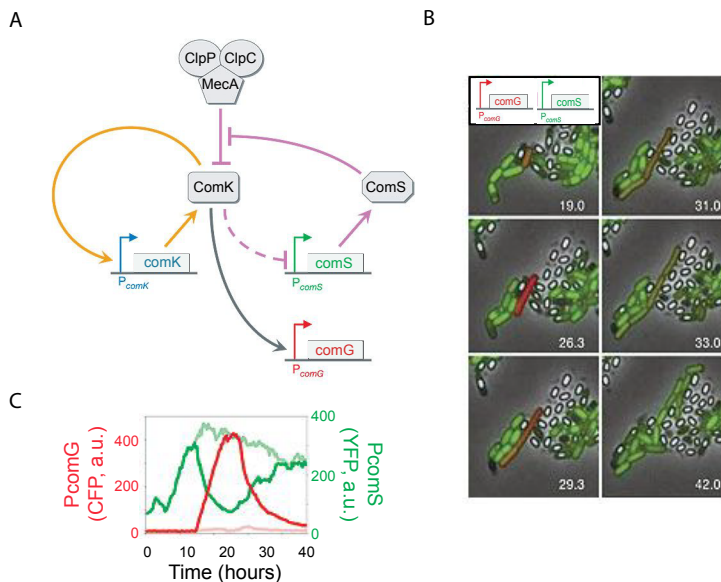 A
ClpP
ClpC
MecA
ComK
ComS
comK
PcomK
comS
PcomS
comG
PcomG
B
comG
comS
PcomG
PcomS
19.0
31.0
26.3
33.0
29.3
42.0
C
PcomG
(CFP, a.u.)
400
200
0
400
200
0
PcomS
(YFP, a.u.)
0 10 20 30 40
Time (hours)